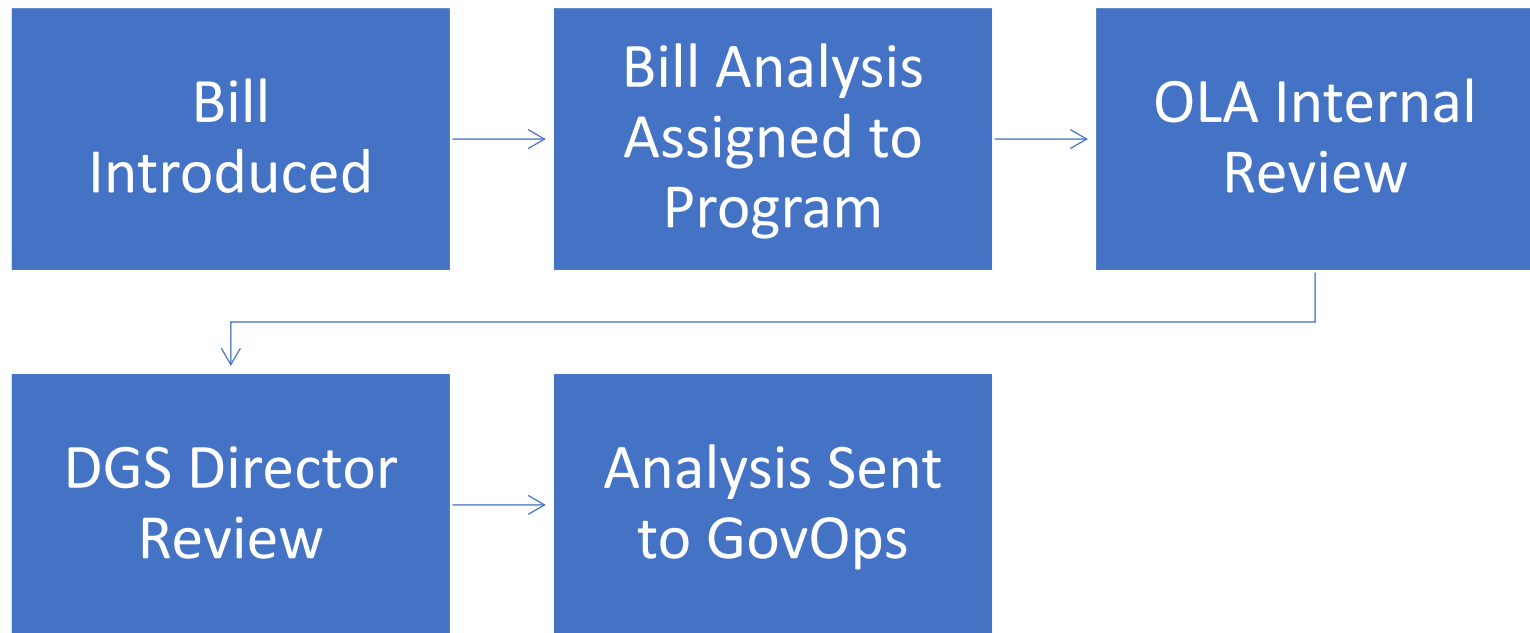 Bill
Introduced
Bill Analysis
Assigned to
Program
OLA Internal
Review
DGS Director
Review
Analysis Sent
to GovOps